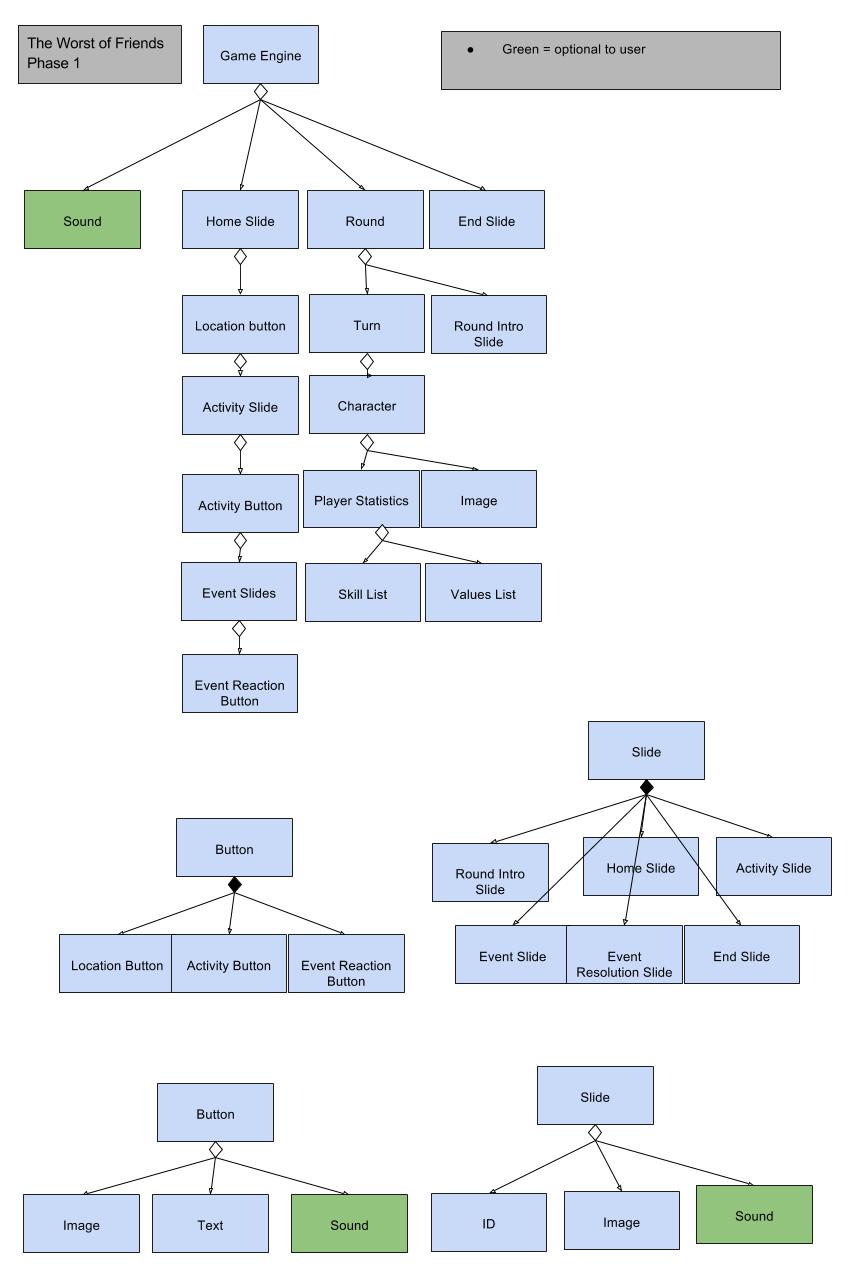 The Worst of Friends
Phase 1
Game Engine
● Green = optional to user
Sound
Home Slide
Round
End Slide
Location button
Turn
Round Intro
Slide
Activity Slide
Character
Activity Button
Player Statistics
Image
Event Slides
Skill List
Values List
Event Reaction
Button
Slide
Button
Round Intro
Slide
Home Slide
Activity Slide
Location Button
Activity Button
Event Reaction
Button
Event Slide
Event
Resolution Slide
End Slide
Button
Slide
Image
Text
Sound
ID
Image
Sound